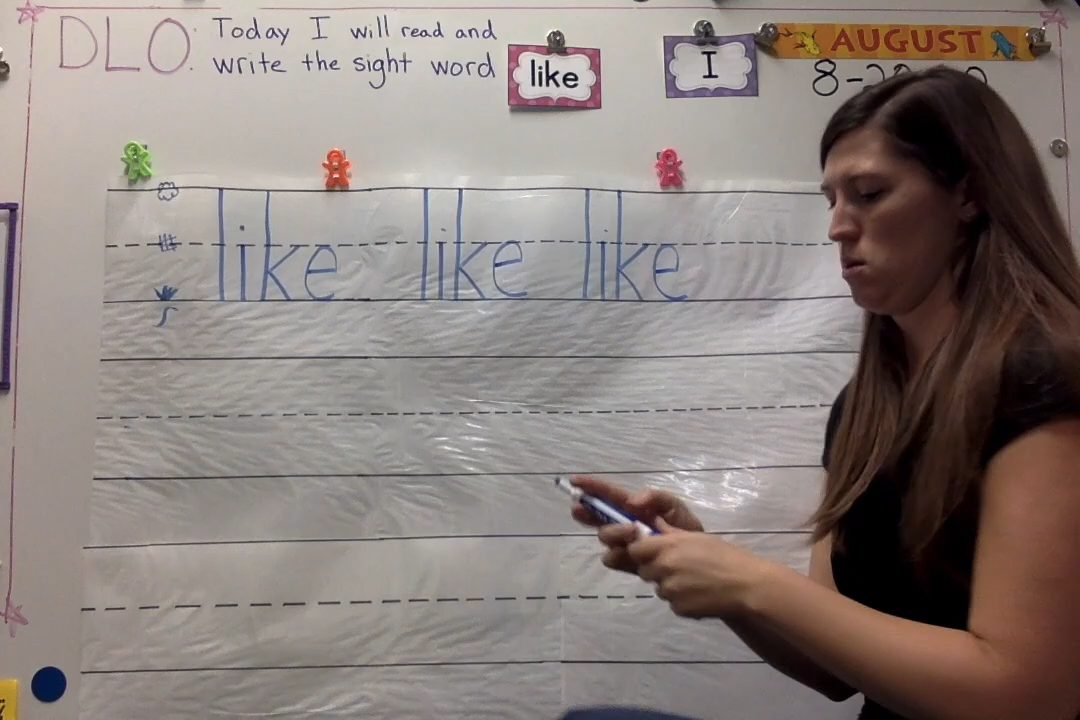 DLO: Today I will read and
write the sight word like
I
AUGUST
like like like